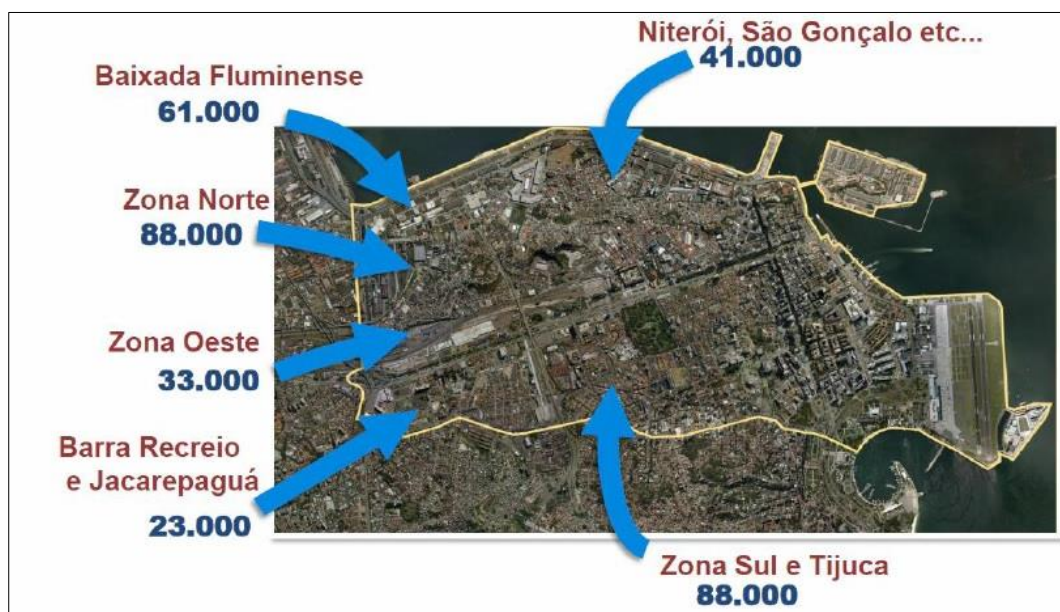 Niterói, São Gonçalo etc...
41.000
Baixada Fluminense
61.000
Zona Norte
88.000
Zona Oeste
33.000
Barra Recreio
e Jacarepaguá
23.000
Zona Sul e Tijuca
88.000